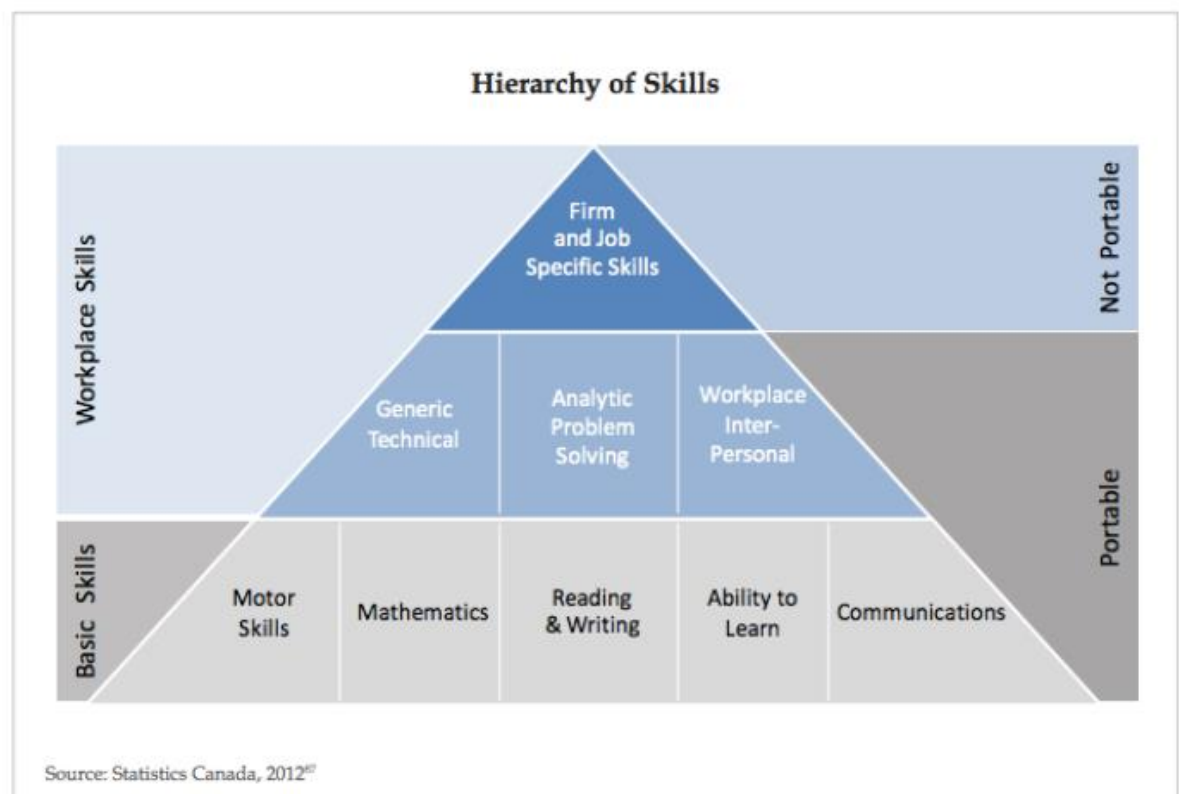 Hierarchy of Skills
Workplace Skills
Firm
and Job
Specific Skills
Not Portable
Generic
Technical
Analytic
Problem
Solving
Workplace
Inter-
Personal
Portable
Basic Skills
Motor
Skills
Mathematics
Reading
& Writing
Ability to
Learn
Communications
Source: Statistics Canada, 2012⁶⁷